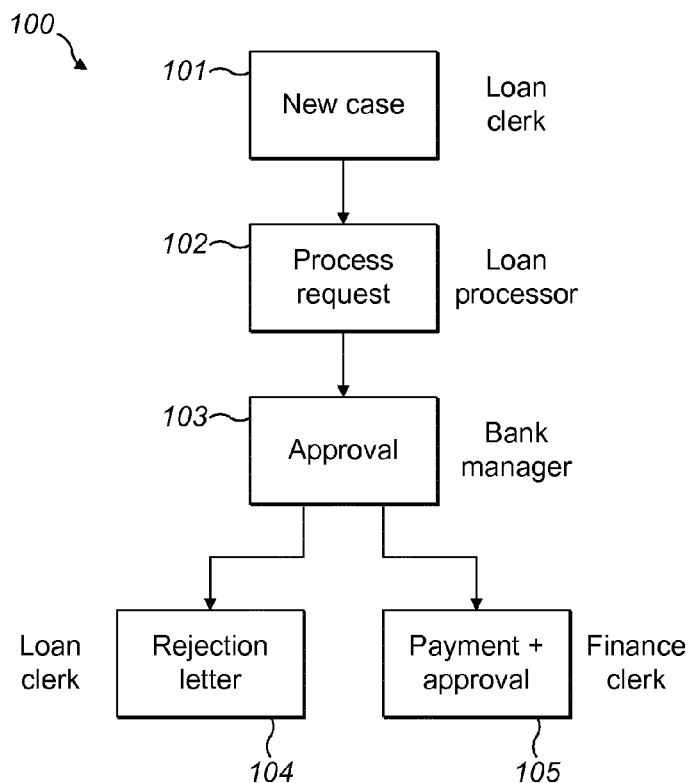 100
101
New case
Loan
clerk
102
Process
request
Loan
processor
103
Approval
Bank
manager
Loan
clerk
Rejection
letter
Payment +
approval
Finance
clerk
104
105